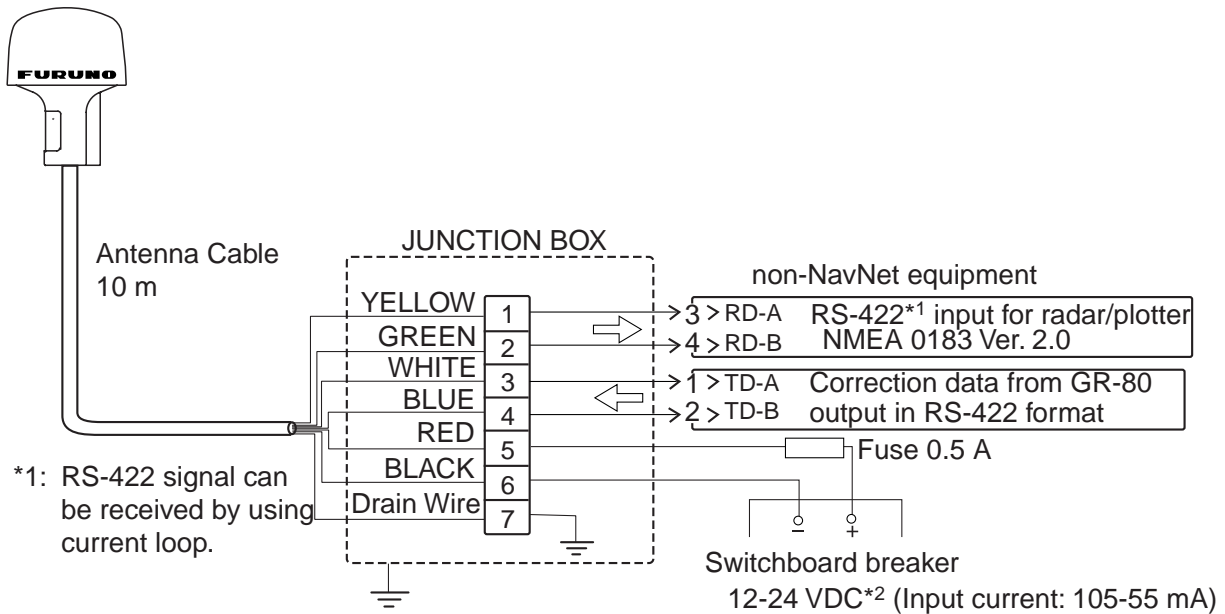 FURUNO
Antenna Cable
10 m
JUNCTION BOX
YELLOW 1
GREEN 2
WHITE 3
BLUE 4
RED 5
BLACK 6
Drain Wire 7
non-NavNet equipment
3 > RD-A RS-422*1 input for radar/plotter
4 > RD-B NMEA 0183 Ver. 2.0
1 > TD-A Correction data from GR-80
2 > TD-B output in RS-422 format
Fuse 0.5 A
- +
Switchboard breaker
12-24 VDC*2 (Input current: 105-55 mA)
*1: RS-422 signal can
be received by using
current loop.